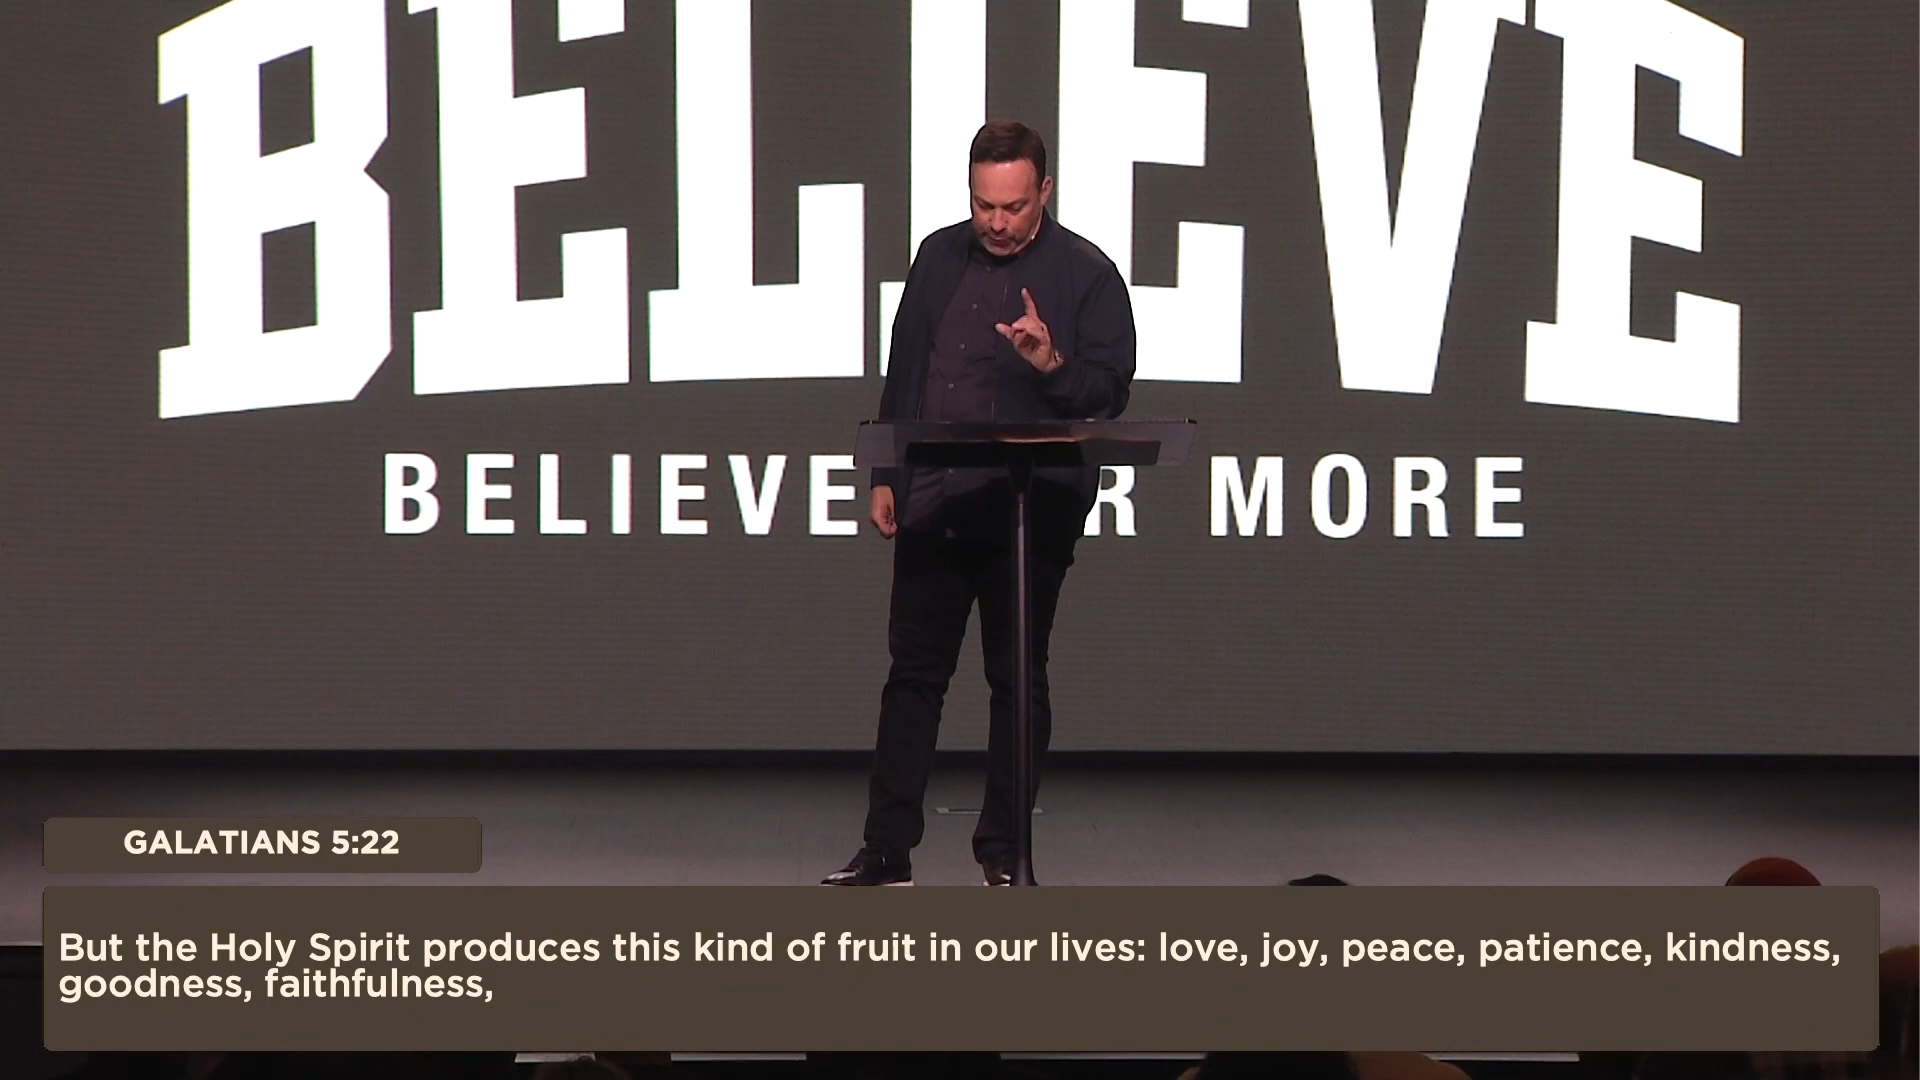 BELIEVE
BELIEVE R MORE
GALATIANS 5:22
But the Holy Spirit produces this kind of fruit in our lives: love, joy, peace, patience, kindness,
goodness, faithfulness,